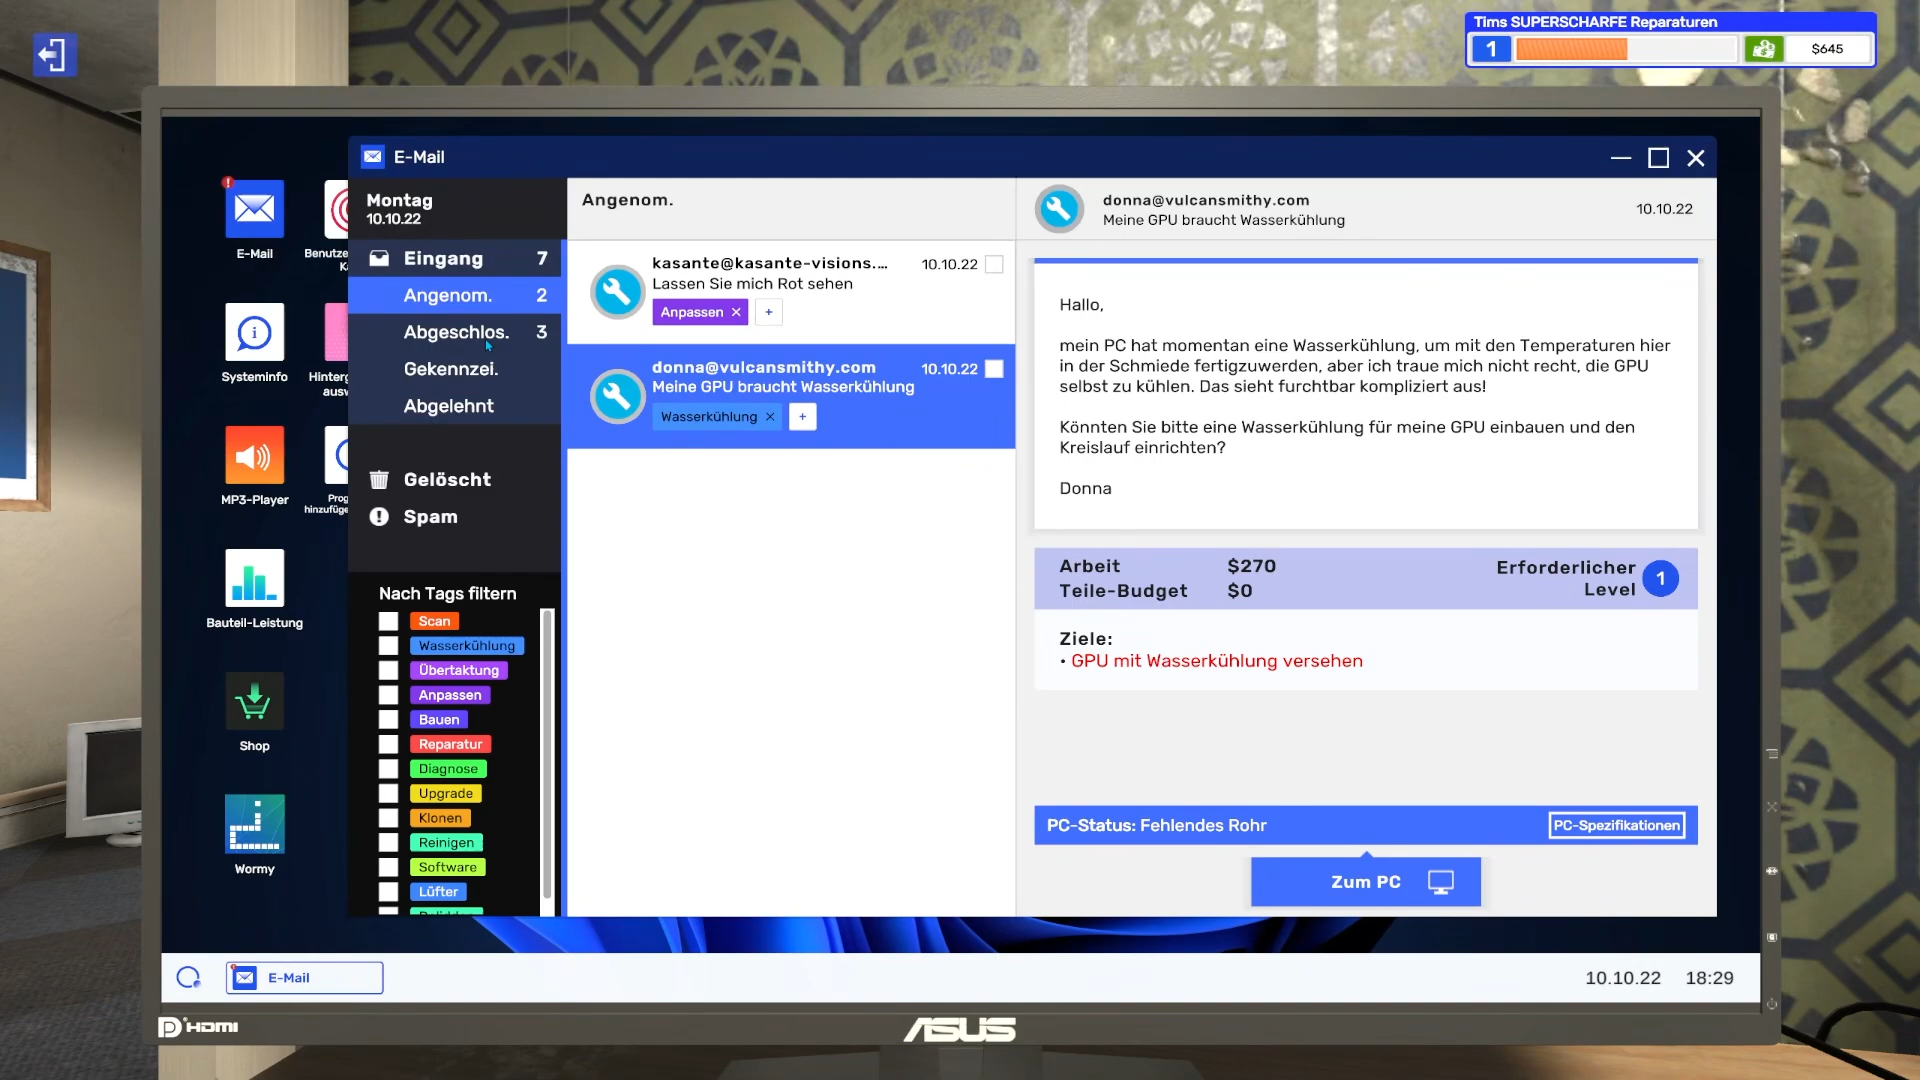 Tims SUPERSCHARFE Reparaturen
1
$645
E-Mail
Montag
10.10.22
Eingang 7
Angenom. 2
Abgeschlos. 3
Gekennzei.
Abgelehnt
Gelöscht
Spam
Nach Tags filtern
Scan
Wasserkühlung
Übertaktung
Anpassen
Bauen
Reparatur
Diagnose
Upgrade
Klonen
Reinigen
Software
Lüfter
E-Mail
Benutze
Systeminfo
Hinterg
ausw
MP3-Player
Prog
hinzufüge
Bauteil-Leistung
Shop
Wormy
Angenom.
kasante@kasante-visions.... 10.10.22
Lassen Sie mich Rot sehen
Anpassen × +
donna@vulcansmithy.com 10.10.22
Meine GPU braucht Wasserkühlung
Wasserkühlung × +
donna@vulcansmithy.com
Meine GPU braucht Wasserkühlung
10.10.22
Hallo,
mein PC hat momentan eine Wasserkühlung, um mit den Temperaturen hier
in der Schmiede fertigzuwerden, aber ich traue mich nicht recht, die GPU
selbst zu kühlen. Das sieht furchtbar kompliziert aus!
Könnten Sie bitte eine Wasserkühlung für meine GPU einbauen und den
Kreislauf einrichten?
Donna
Arbeit $270
Teile-Budget $0
Erforderlicher
Level 1
Ziele:
• GPU mit Wasserkühlung versehen
PC-Status: Fehlendes Rohr
PC-Spezifikationen
Zum PC
E-Mail
10.10.22 18:29
HDMI
ASUS